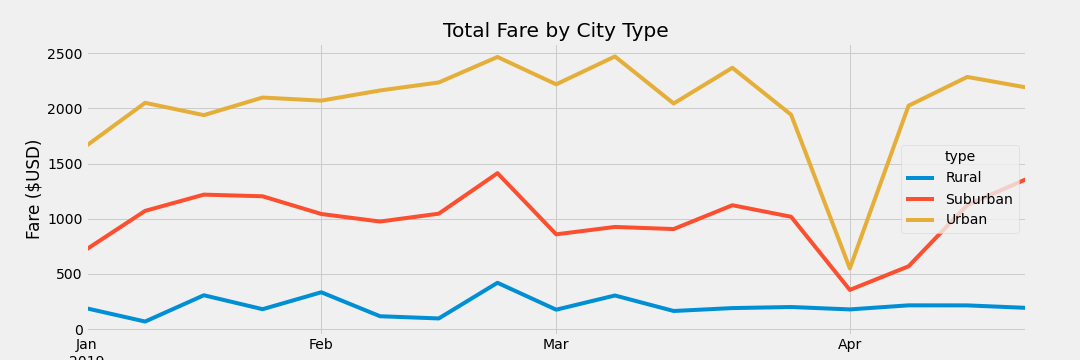 Total Fare by City Type
Fare ($USD)
2500
2000
1500
1000
500
0
type
Rural
Suburban
Urban
Jan
Feb
Mar
Apr
2019